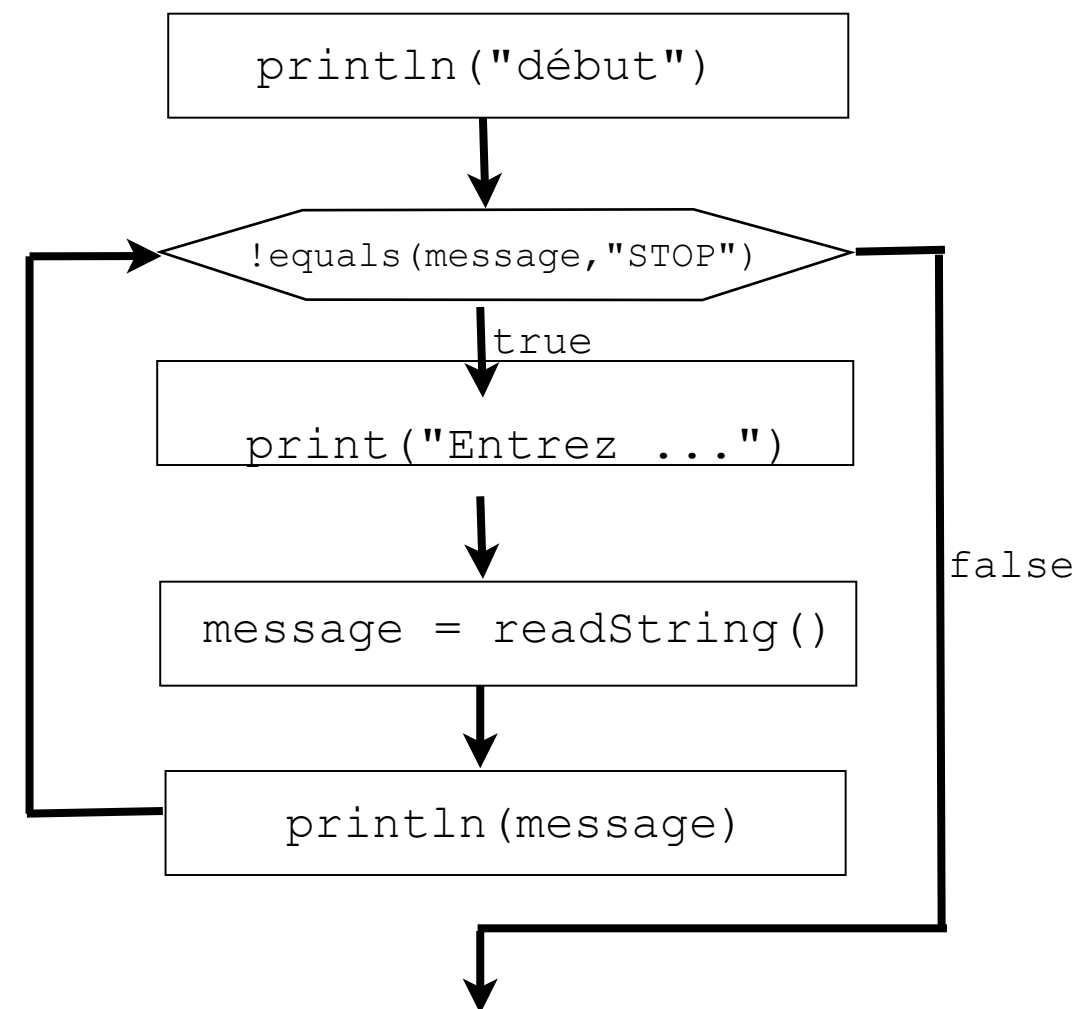 println("début")
!equals(message,"STOP")
true
print("Entrez ...")
false
message = readString()
println(message)